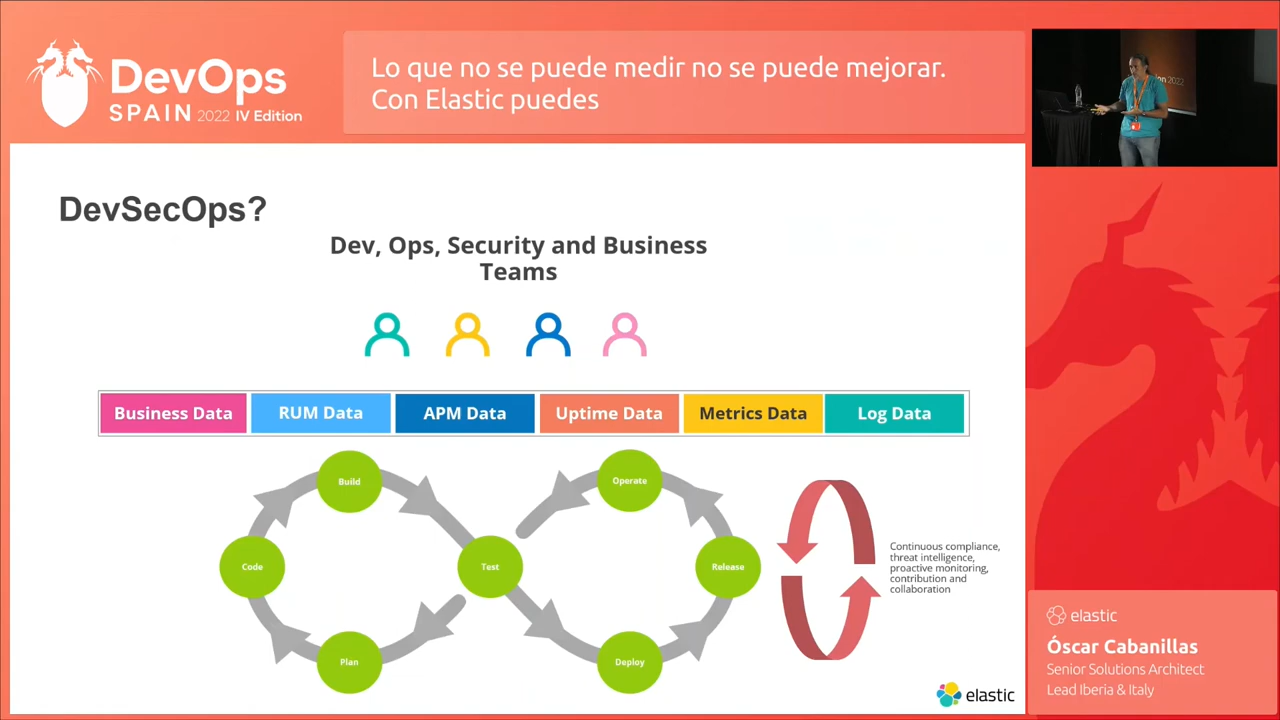 DevOps
SPAIN 2022 IV Edition
Lo que no se puede medir no se puede mejorar.
Con Elastic puedes
2022
DevSecOps?
Dev, Ops, Security and Business
Teams
Business Data
RUM Data
APM Data
Uptime Data
Metrics Data
Log Data
Build
Operate
Code
Test
Release
Plan
Deploy
Continuous compliance,
threat intelligence,
proactive monitoring,
contribution and
collaboration
elastic
elastic
Óscar Cabanillas
Senior Solutions Architect
Lead Iberia & Italy